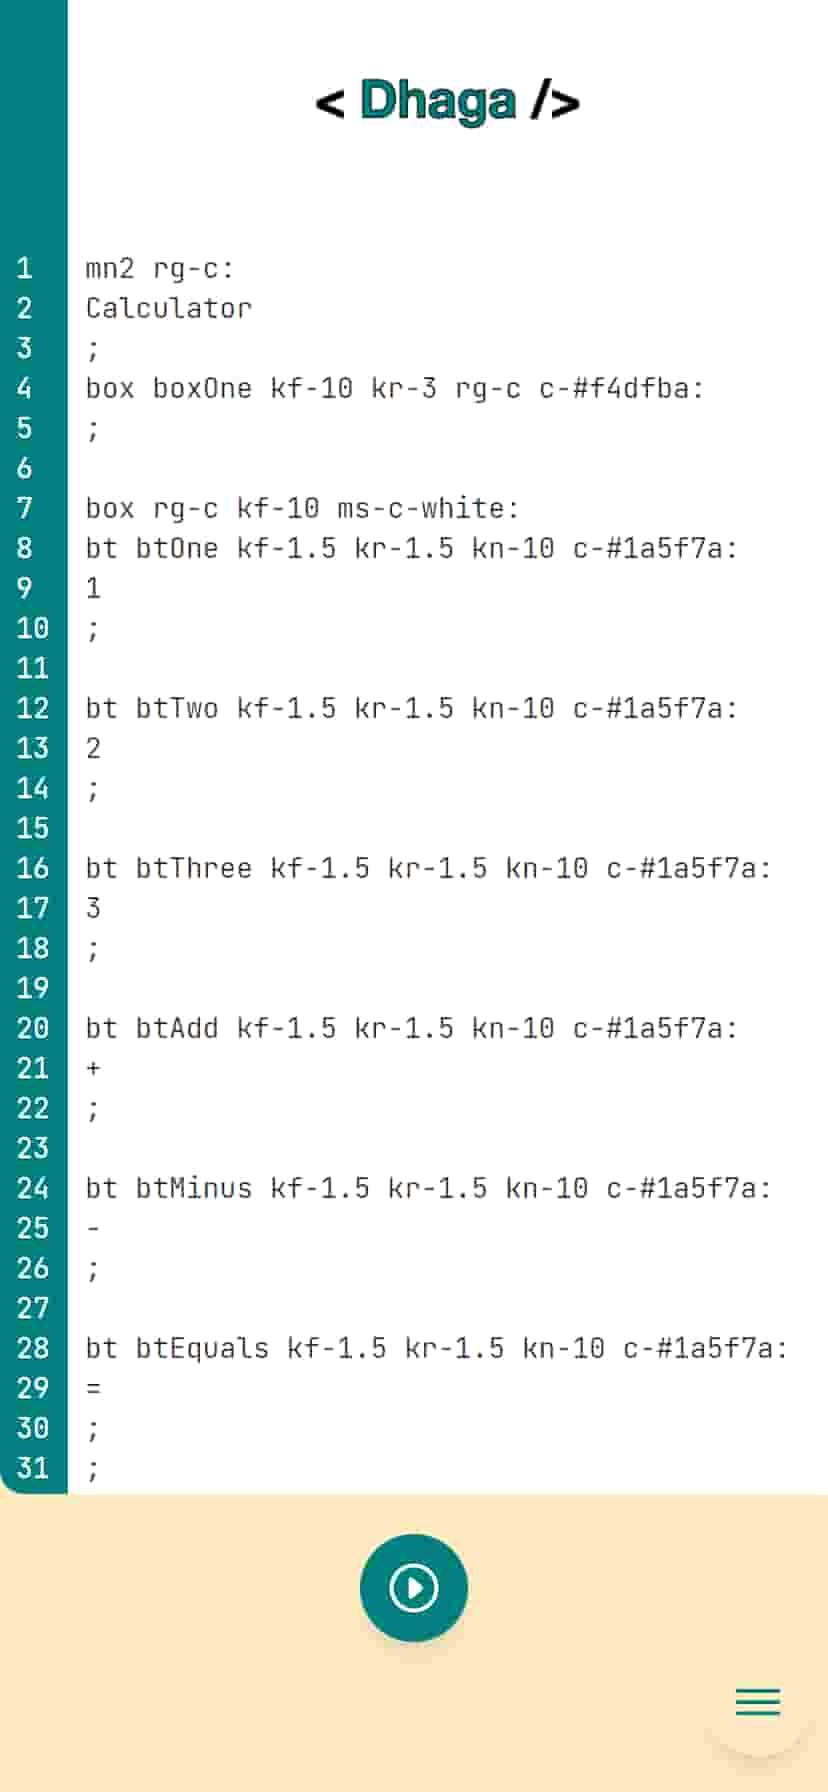 < Dhaga />
1 mn2 rg-c:
2 Calculator
3 ;
4 box boxOne kf-10 kr-3 rg-c c-#f4dfba:
5 ;
6
7 box rg-c kf-10 ms-c-white:
8 bt btOne kf-1.5 kr-1.5 kn-10 c-#1a5f7a:
9 1
10 ;
11
12 bt btTwo kf-1.5 kr-1.5 kn-10 c-#1a5f7a:
13 2
14 ;
15
16 bt btThree kf-1.5 kr-1.5 kn-10 c-#1a5f7a:
17 3
18 ;
19
20 bt btAdd kf-1.5 kr-1.5 kn-10 c-#1a5f7a:
21 +
22 ;
23
24 bt btMinus kf-1.5 kr-1.5 kn-10 c-#1a5f7a:
25 -
26 ;
27
28 bt btEquals kf-1.5 kr-1.5 kn-10 c-#1a5f7a:
29 =
30 ;
31 ;